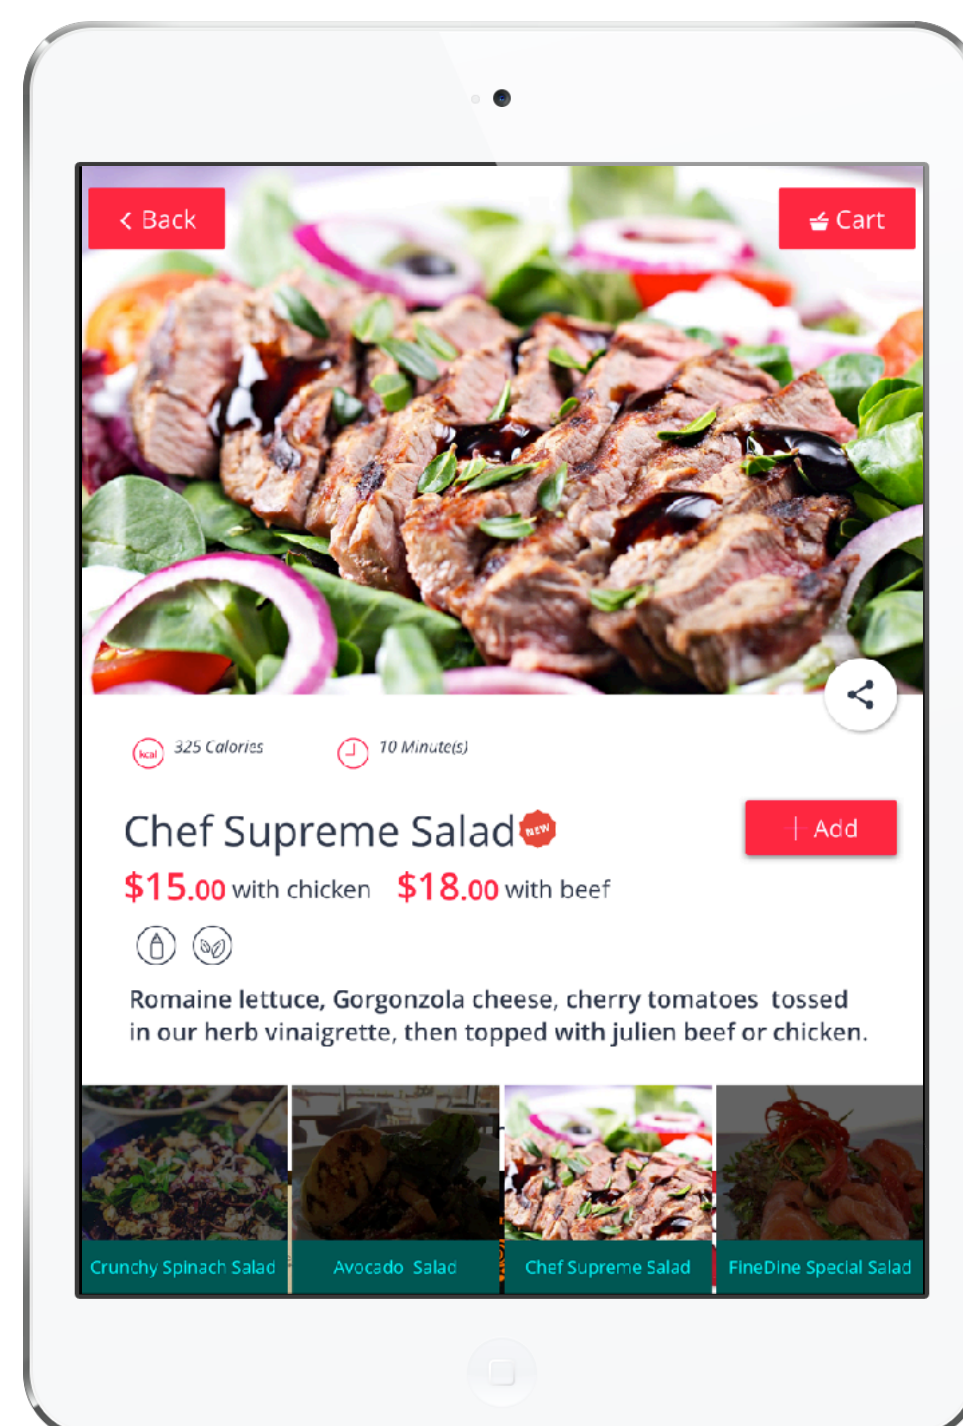 Back
Cart
kcal 325 Calories
10 Minute(s)
Chef Supreme Salad NEW
Add
$15.00 with chicken $18.00 with beef
Romaine lettuce, Gorgonzola cheese, cherry tomatoes tossed
in our herb vinaigrette, then topped with julien beef or chicken.
Crunchy Spinach Salad
Avocado Salad
Chef Supreme Salad
FineDine Special Salad